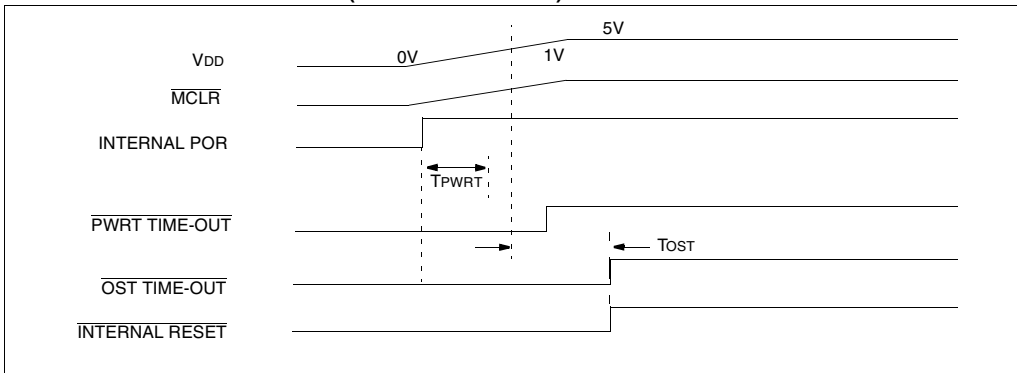 5V
VDD 0V 1V
MCLR
INTERNAL POR
TPWRT
PWRT TIME-OUT
TOST
OST TIME-OUT
INTERNAL RESET